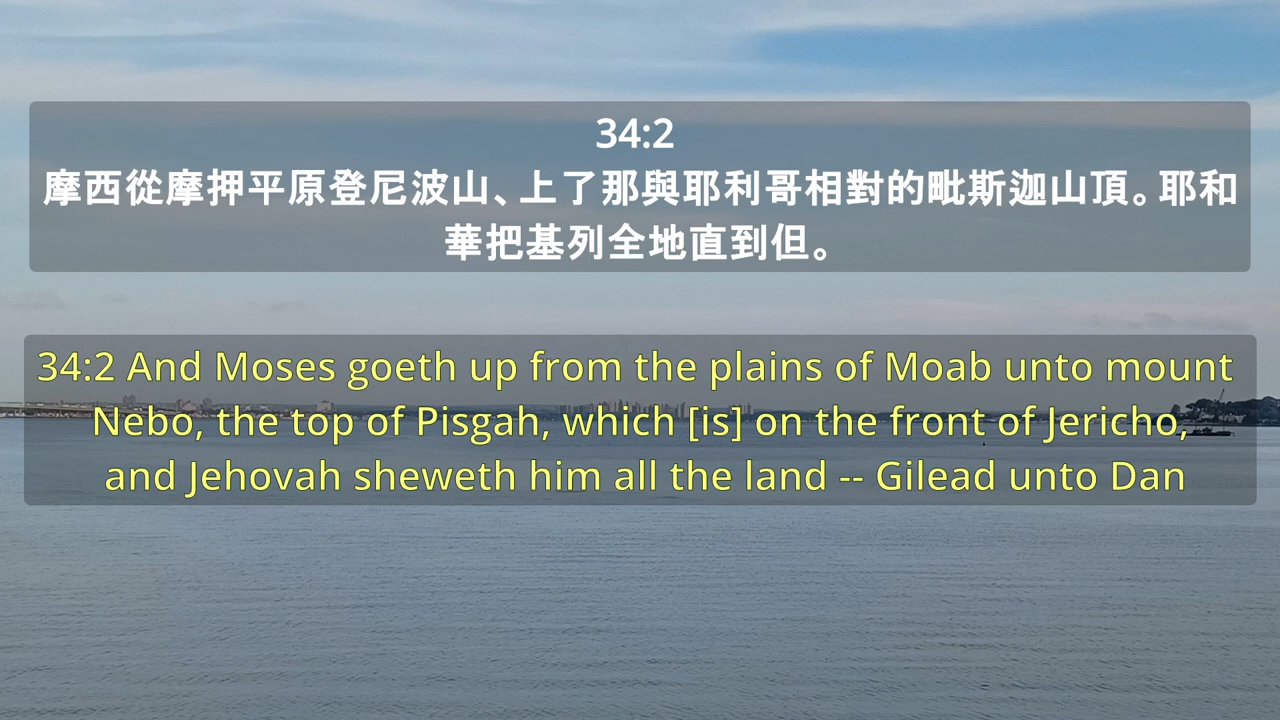 34:2
摩西從摩押平原登尼波山、上了那與耶利哥相對的毗斯迦山頂。耶和
華把基列全地直到但。
34:2 And Moses goeth up from the plains of Moab unto mount
Nebo, the top of Pisgah, which [is] on the front of Jericho,
and Jehovah sheweth him all the land -- Gilead unto Dan